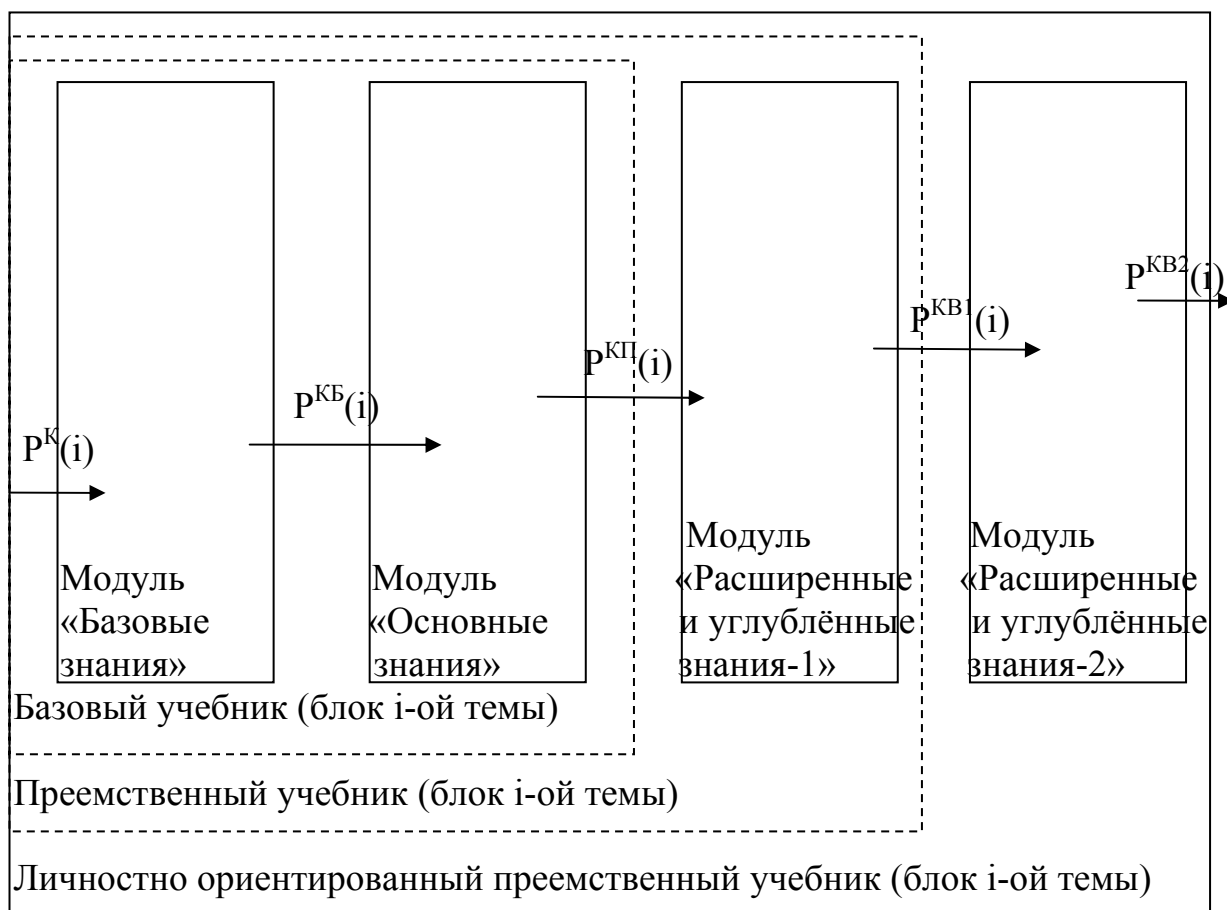 P^КВ2(i)
P^КВ1(i)
P^КП(i)
P^КБ(i)
P^К(i)
Модуль
«Базовые
знания»
Модуль
«Основные
знания»
Модуль
«Расширенные
и углублённые
знания-1»
Модуль
«Расширенные
и углублённые
знания-2»
Базовый учебник (блок i-ой темы)
Преемственный учебник (блок i-ой темы)
Личностно ориентированный преемственный учебник (блок i-ой темы)